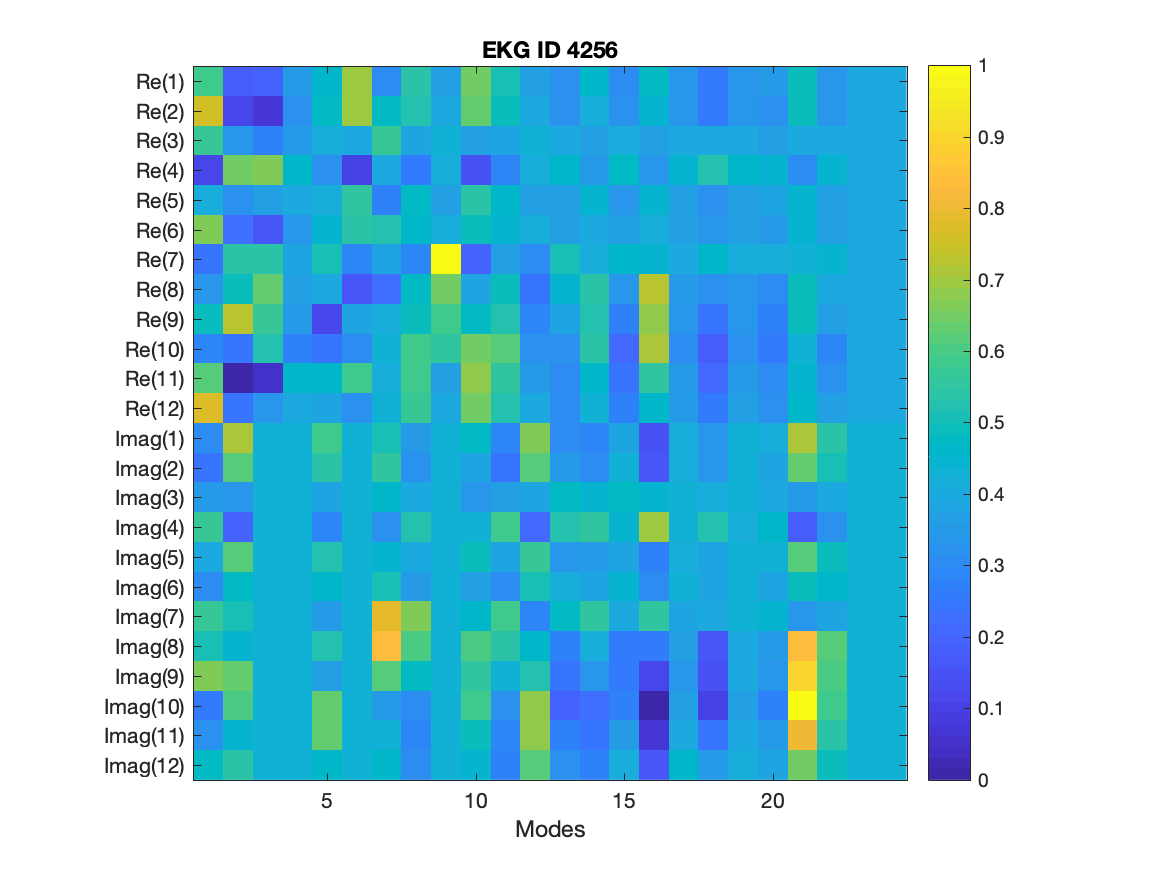 EKG ID 4256
Re(1)
Re(2)
Re(3)
Re(4)
Re(5)
Re(6)
Re(7)
Re(8)
Re(9)
Re(10)
Re(11)
Re(12)
Imag(1)
Imag(2)
Imag(3)
Imag(4)
Imag(5)
Imag(6)
Imag(7)
Imag(8)
Imag(9)
Imag(10)
Imag(11)
Imag(12)
5 10 15 20
Modes
1
0.9
0.8
0.7
0.6
0.5
0.4
0.3
0.2
0.1
0